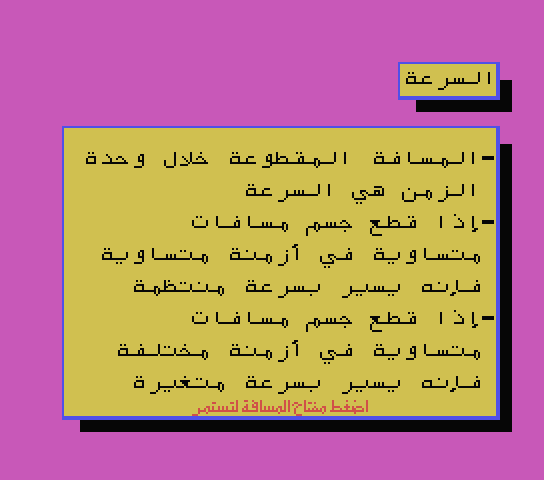 السرعة
-المسافة المقطوعة خلال وحدة
الزمن هي السرعة
-إذا قطع جسم مسافات
متساوية في أزمنة متساوية
فإنه يسير بسرعة منتظمة
-إذا قطع جسم مسافات
متساوية في أزمنة مختلفة
فإنه يسير بسرعة متغيرة
اضغط مفتاح المسافة لتستمر